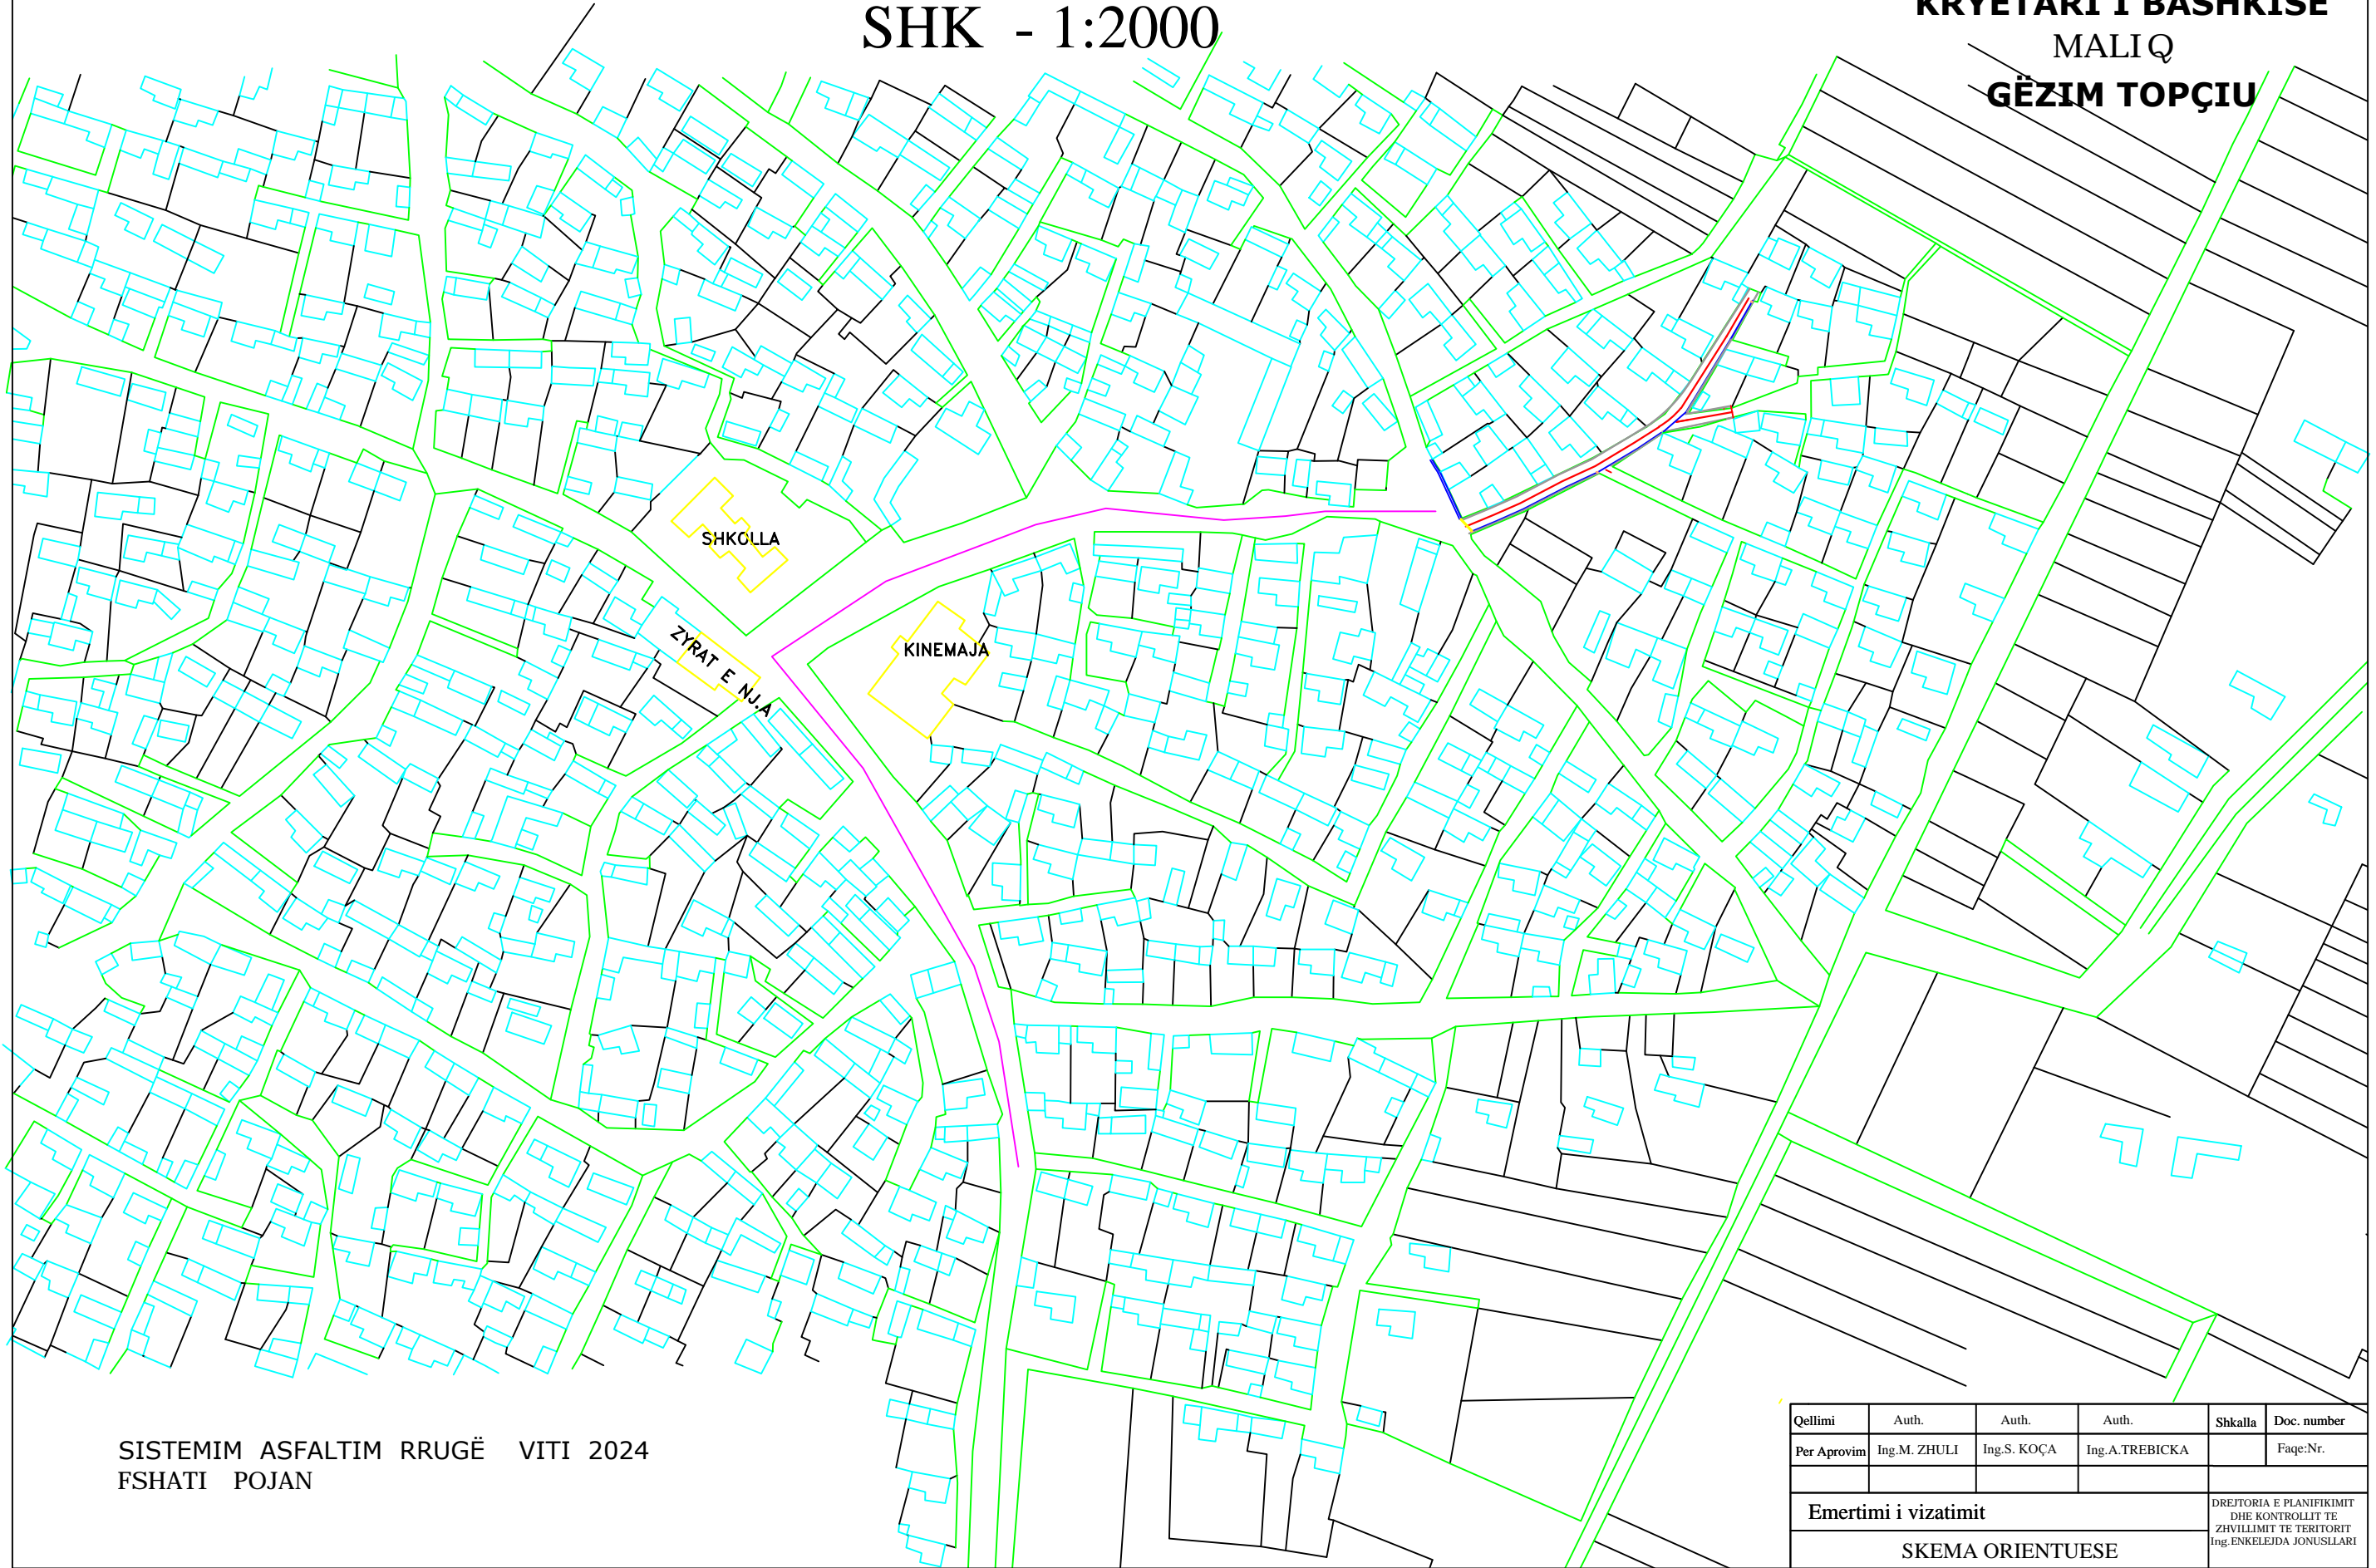 SHK - 1:2000
KRYETARI I BASHKISE
MALIQ
GËZIM TOPÇIU
SHKOLLA
ZYRAT E NJ.A
KINEMAJA
SISTEMIM ASFALTIM RRUGË VITI 2024
FSHATI POJAN
Qellimi Auth. Auth. Auth. Shkalla Doc. number
Per Aprovim Ing.M. ZHULI Ing.S. KOÇA Ing.A.TREBICKA Faqe:Nr.
Emertimi i vizatimit
SKEMA ORIENTUESE
DREJTORIA E PLANIFIKIMIT
DHE KONTROLLIT TE
ZHVILLIMIT TE TERITORIT
Ing.ENKELEJDA JONUSLLARI